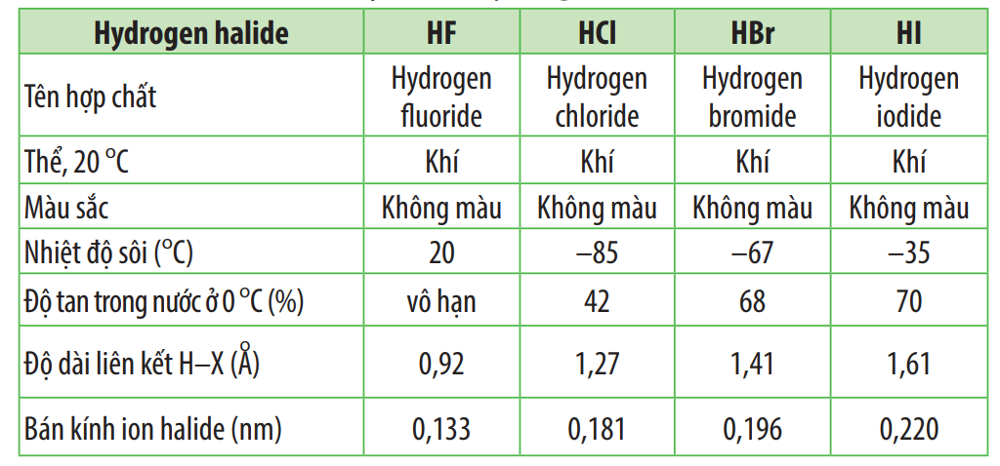 Hydrogen halide HF HCl HBr HI
Tên hợp chất Hydrogen fluoride Hydrogen chloride Hydrogen bromide Hydrogen iodide
Thể, 20 °C Khí Khí Khí Khí
Màu sắc Không màu Không màu Không màu Không màu
Nhiệt độ sôi (°C) 20 –85 –67 –35
Độ tan trong nước ở 0 °C (%) vô hạn 42 68 70
Độ dài liên kết H–X (Å) 0,92 1,27 1,41 1,61
Bán kính ion halide (nm) 0,133 0,181 0,196 0,220